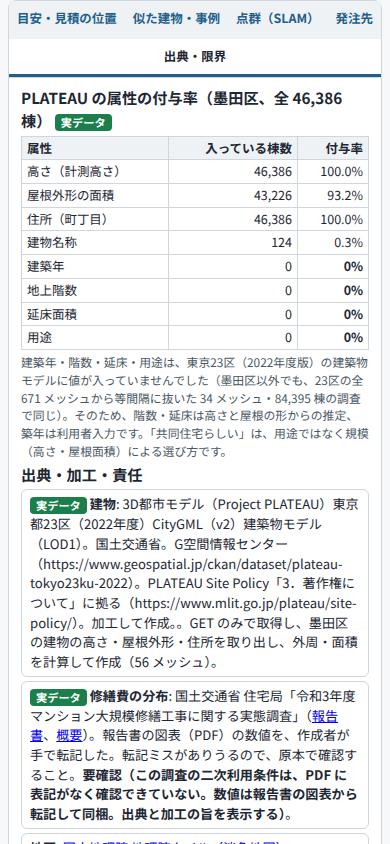 目安・見積の位置　似た建物・事例　点群（SLAM）　発注先
出典・限界
PLATEAU の属性の付与率（墨田区、全 46,386
棟） 実データ
属性　入っている棟数　付与率
高さ（計測高さ）　46,386　100.0%
屋根外形の面積　43,226　93.2%
住所（町丁目）　46,386　100.0%
建物名称　124　0.3%
建築年　0　0%
地上階数　0　0%
延床面積　0　0%
用途　0　0%
建築年・階数・延床・用途は、東京23区（2022年度版）の建築物
モデルに値が入っていませんでした（墨田区以外でも、23区の全
671 メッシュから等間隔に抜いた 34 メッシュ・84,395 棟の調査
で同じ）。そのため、階数・延床は高さと屋根の形からの推定、
築年は利用者入力です。「共同住宅らしい」は、用途ではなく規模
（高さ・屋根面積）による選び方です。
出典・加工・責任
実データ 建物: 3D都市モデル（Project PLATEAU）東京
都23区（2022年度）CityGML（v2）建築物モデル
（LOD1）。国土交通省。G空間情報センター
（https://www.geospatial.jp/ckan/dataset/plateau-
tokyo23ku-2022）。PLATEAU Site Policy「3．著作権に
ついて」に拠る（https://www.mlit.go.jp/plateau/site-
policy/）。加工して作成。。GET のみで取得し、墨田区
の建物の高さ・屋根外形・住所を取り出し、外周・面積
を計算して作成（56 メッシュ）。
実データ 修繕費の分布: 国土交通省 住宅局「令和3年度
マンション大規模修繕工事に関する実態調査」（報告
書、概要）。報告書の図表（PDF）の数値を、作成者が
手で転記した。転記ミスがありうるので、原本で確認す
ること。要確認（この調査の二次利用条件は、PDF に
表記がなく確認できていない。数値は報告書の図表から
転記して同梱。出典と加工の旨を表示する）。